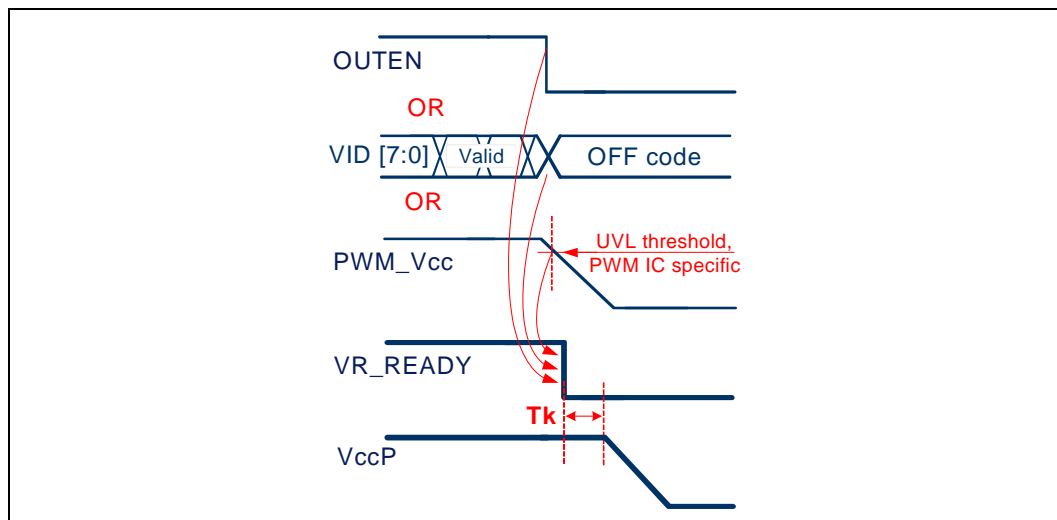 OUTEN
OR
VID [7:0]
Valid
OFF code
OR
UVL threshold,
PWM IC specific
PWM_Vcc
VR_READY
Tk
VccP